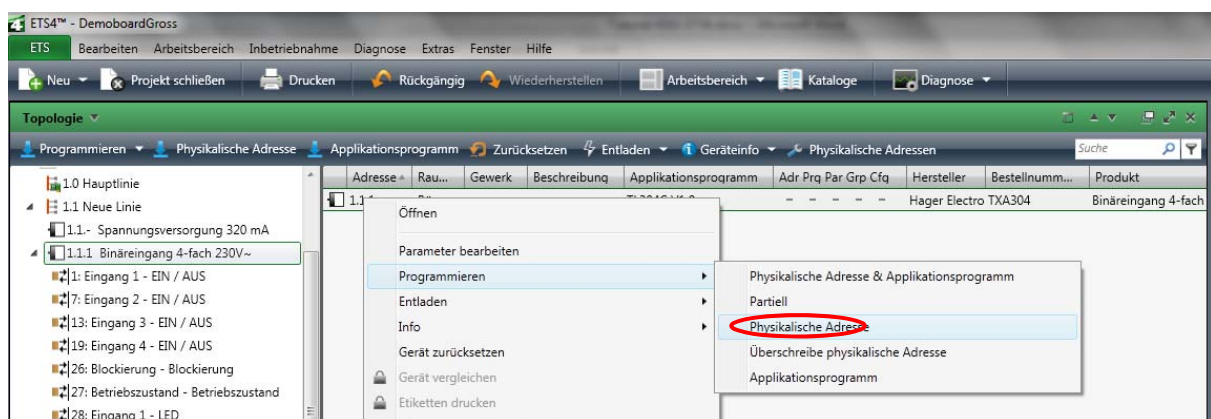 ETS4™ - DemoboardGross
ETS Bearbeiten Arbeitsbereich Inbetriebnahme Diagnose Extras Fenster Hilfe
Neu Projekt schließen Drucken Rückgängig Wiederherstellen Arbeitsbereich Kataloge Diagnose
Topologie
Programmieren Physikalische Adresse Applikationsprogramm Zurücksetzen Entladen Geräteinfo Physikalische Adressen Suche
Adresse Rau... Gewerk Beschreibung Applikationsprogramm Adr Prg Par Grp Cfg Hersteller Bestellnumm... Produkt
Hager Electro TXA304 Binäreingang 4-fach
1.0 Hauptlinie
1.1 Neue Linie
1.1.- Spannungsversorgung 320 mA
1.1.1 Binäreingang 4-fach 230V~
1: Eingang 1 - EIN / AUS
7: Eingang 2 - EIN / AUS
13: Eingang 3 - EIN / AUS
19: Eingang 4 - EIN / AUS
26: Blockierung - Blockierung
27: Betriebszustand - Betriebszustand
28: Eingang 1 - LED
Öffnen
Parameter bearbeiten
Programmieren
Entladen
Info
Gerät zurücksetzen
Gerät vergleichen
Etiketten drucken
Physikalische Adresse & Applikationsprogramm
Partiell
Physikalische Adresse
Überschreibe physikalische Adresse
Applikationsprogramm